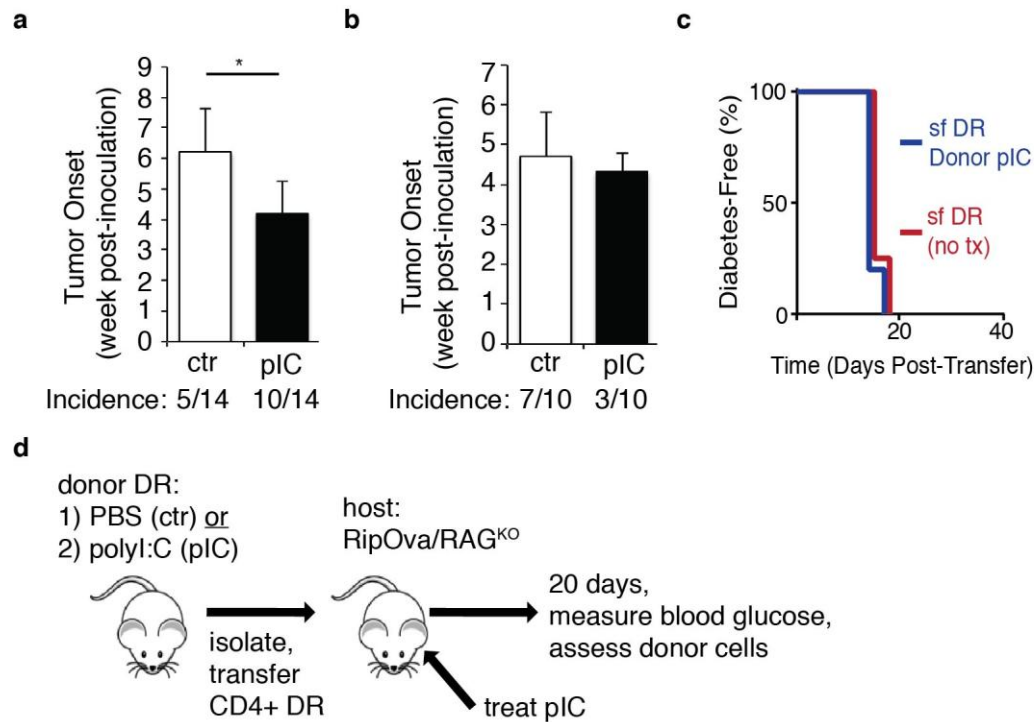 a
9
8
7
6
5
4
3
2
1
0
Tumor Onset
(week post-inoculation)
*
ctr pIC
Incidence: 5/14 10/14
b
7
6
5
4
3
2
1
0
Tumor Onset
(week post-inoculation)
ctr pIC
Incidence: 7/10 3/10
c
100
50
0
Diabetes-Free (%)
sf DR
Donor pIC
sf DR
(no tx)
20 40
Time (Days Post-Transfer)
d
donor DR:
1) PBS (ctr) or
2) polyI:C (pIC)
isolate,
transfer
CD4+ DR
host:
RipOva/RAGᴷᴼ
20 days,
measure blood glucose,
assess donor cells
treat pIC